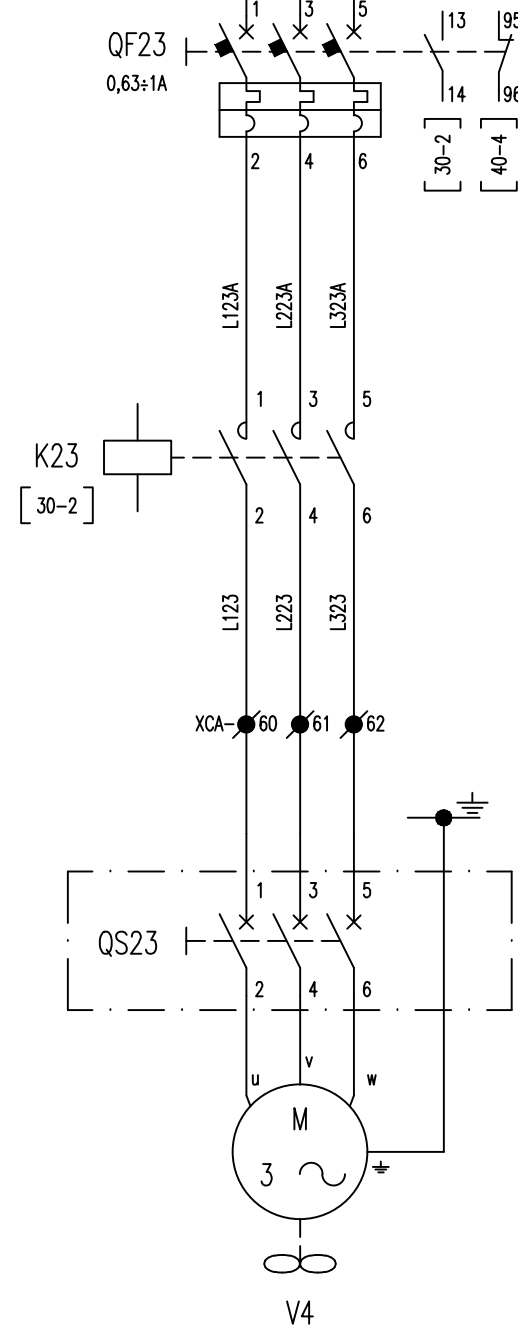 1 3 5
13 95
QF23
0,63÷1A
14 96
2 4 6
30-2
40-4
L123A
L223A
L323A
1 3 5
K23
30-2
2 4 6
L123
L223
L323
XCA- 60 61 62
1 3 5
QS23
2 4 6
u v w
M
3
V4